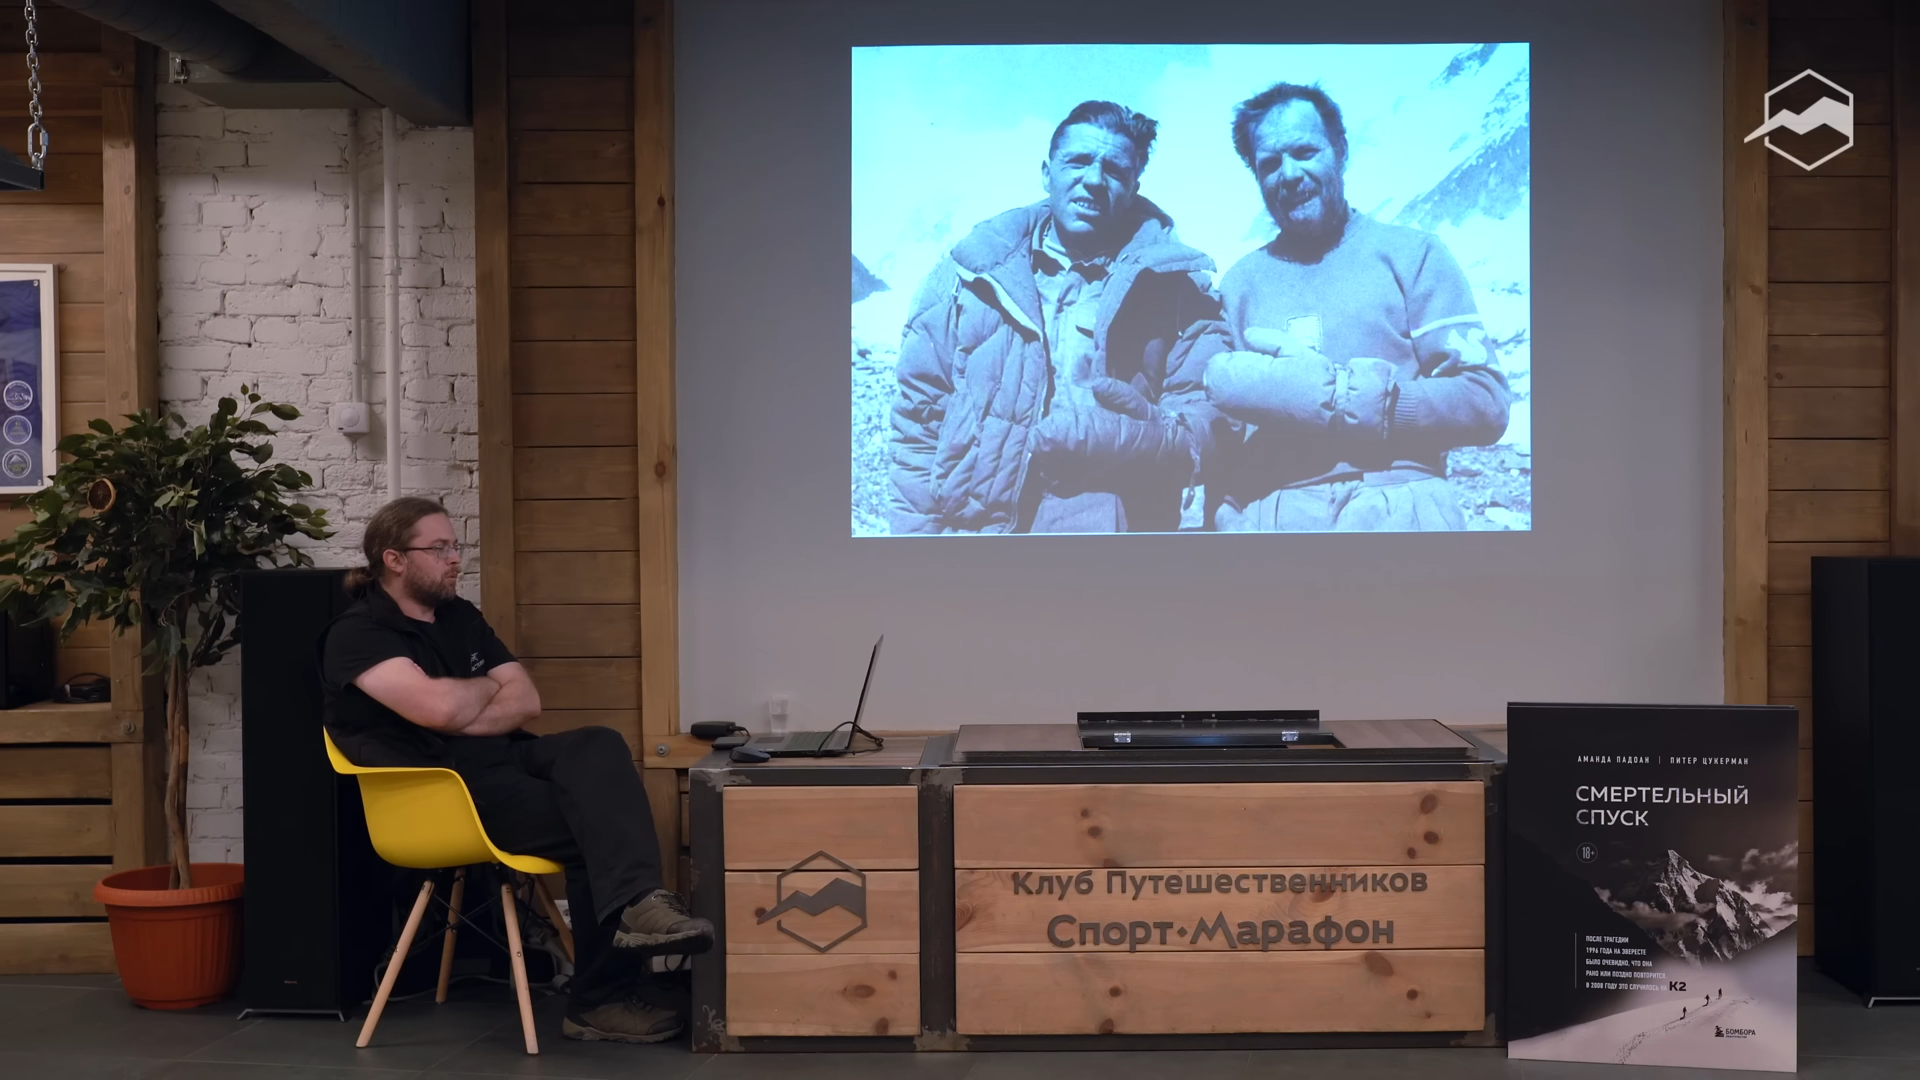 АМАНДА ПАДОАН | ПИТЕР ЦУКЕРМАН
СМЕРТЕЛЬНЫЙ
СПУСК
18+
ПОСЛЕ ТРАГЕДИИ
1996 ГОДА НА ЭВЕРЕСТЕ
БЫЛО ОЧЕВИДНО, ЧТО ОНА
РАНО ИЛИ ПОЗДНО ПОВТОРИТСЯ.
В 2008 ГОДУ ЭТО СЛУЧИЛОСЬ НА К2
БОМБОРА
Клуб Путешественников
Спорт-Марафон